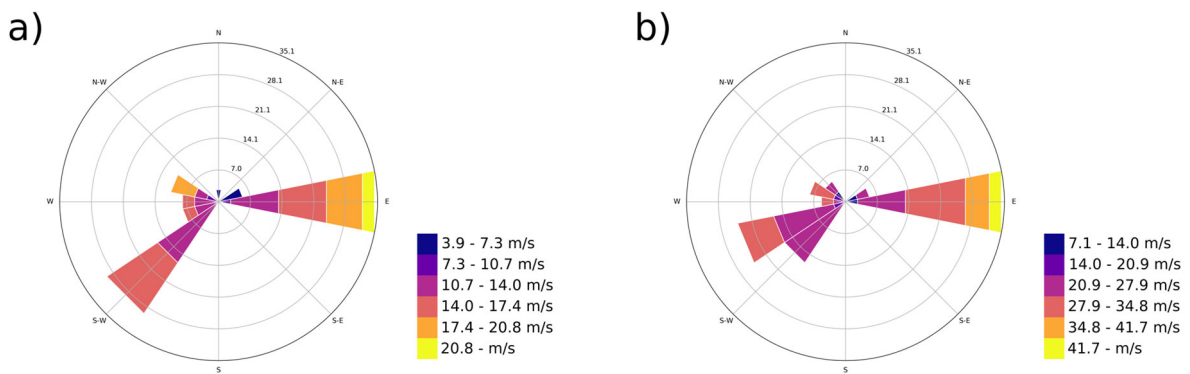 a)
N
35.1
N-W
28.1
N-E
21.1
14.1
7.0
W
E
S-W
S-E
S
3.9 - 7.3 m/s
7.3 - 10.7 m/s
10.7 - 14.0 m/s
14.0 - 17.4 m/s
17.4 - 20.8 m/s
20.8 - m/s
b)
N
35.1
N-W
28.1
N-E
21.1
14.1
7.0
W
E
S-W
S-E
S
7.1 - 14.0 m/s
14.0 - 20.9 m/s
20.9 - 27.9 m/s
27.9 - 34.8 m/s
34.8 - 41.7 m/s
41.7 - m/s